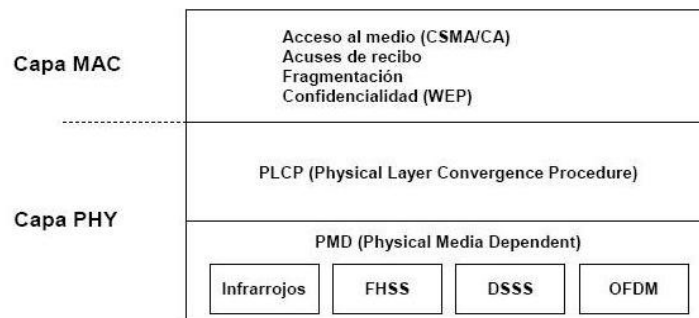 Capa MAC
Acceso al medio (CSMA/CA)
Acuses de recibo
Fragmentación
Confidencialidad (WEP)
Capa PHY
PLCP (Physical Layer Convergence Procedure)
PMD (Physical Media Dependent)
Infrarrojos FHSS DSSS OFDM